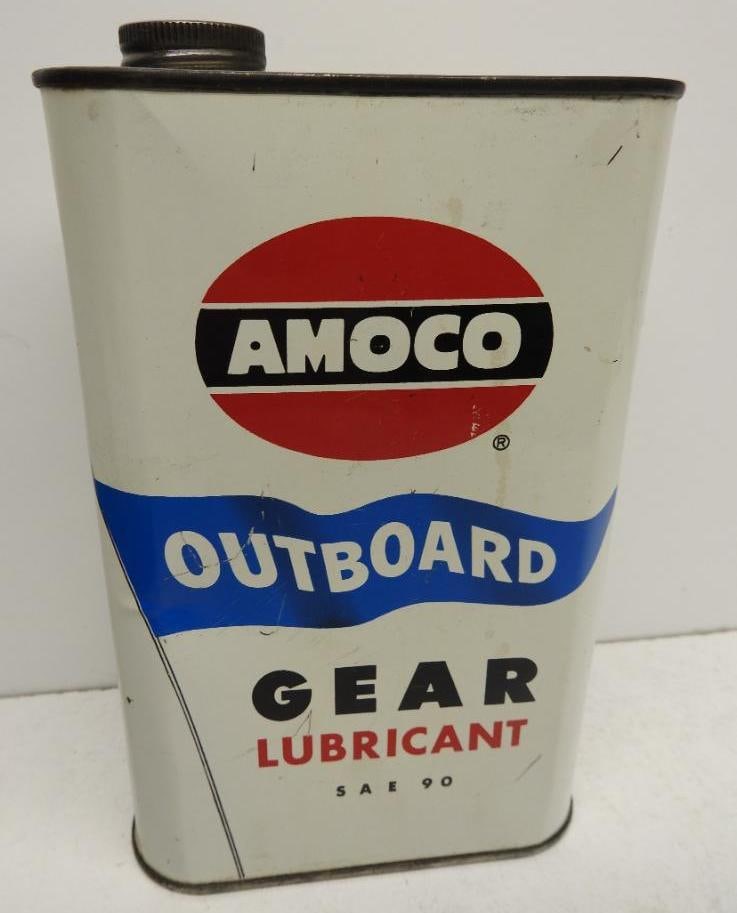 AMOCO
®
OUTBOARD
GEAR
LUBRICANT
SAE 90